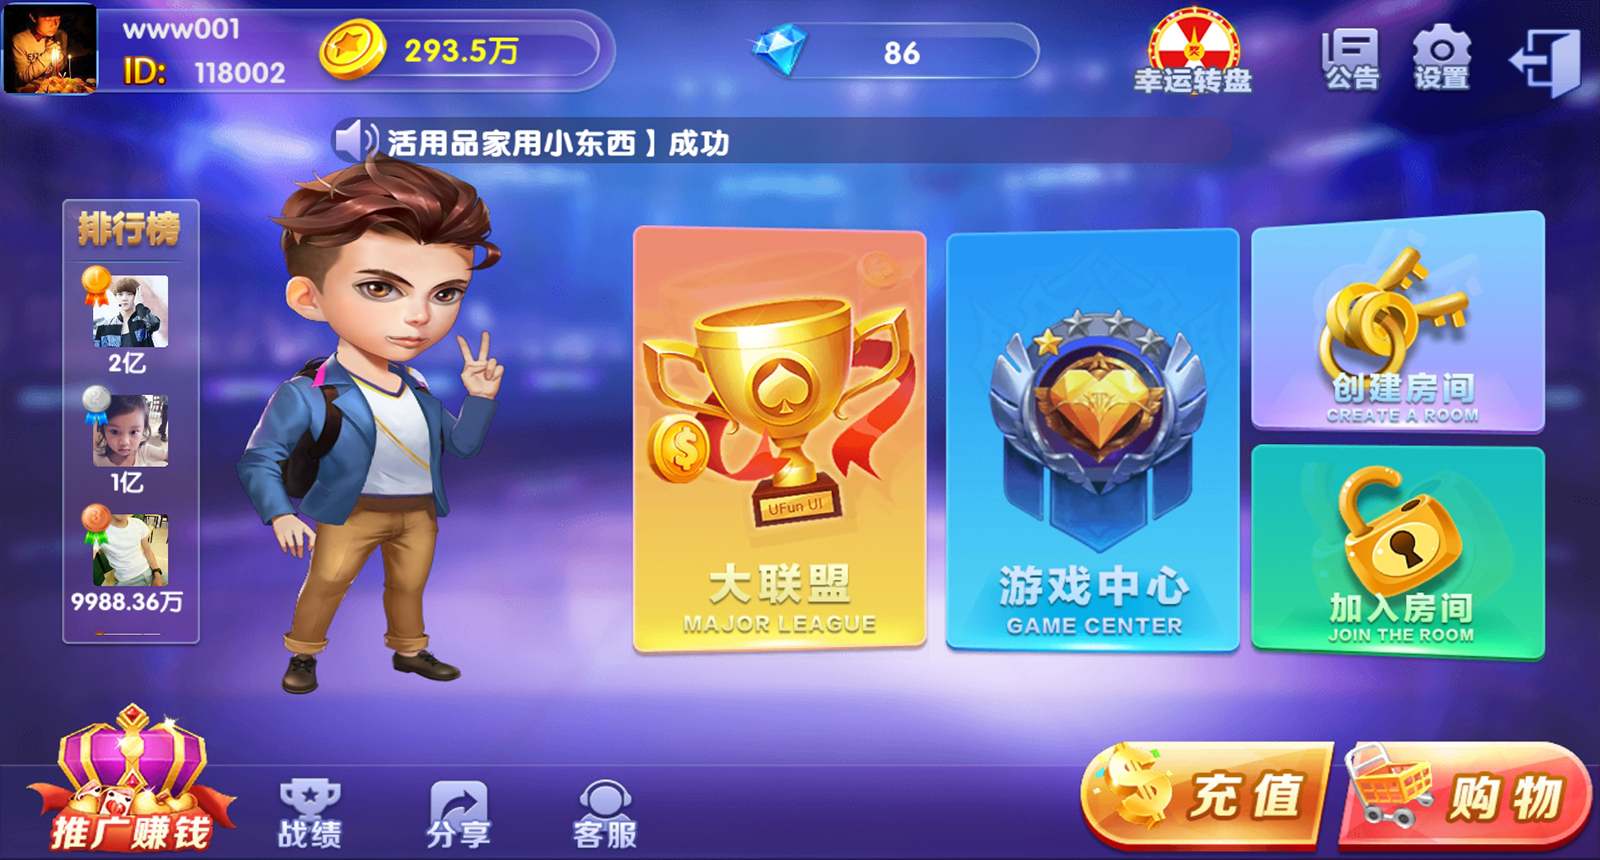 www001
ID: 118002
293.5万
86
幸运转盘
公告
设置
活用品家用小东西】成功
排行榜
1
2亿
2
1亿
3
9988.36万
UFun UI
大联盟
MAJOR LEAGUE
游戏中心
GAME CENTER
创建房间
CREATE A ROOM
加入房间
JOIN THE ROOM
推广赚钱
战绩
分享
客服
充值
购物